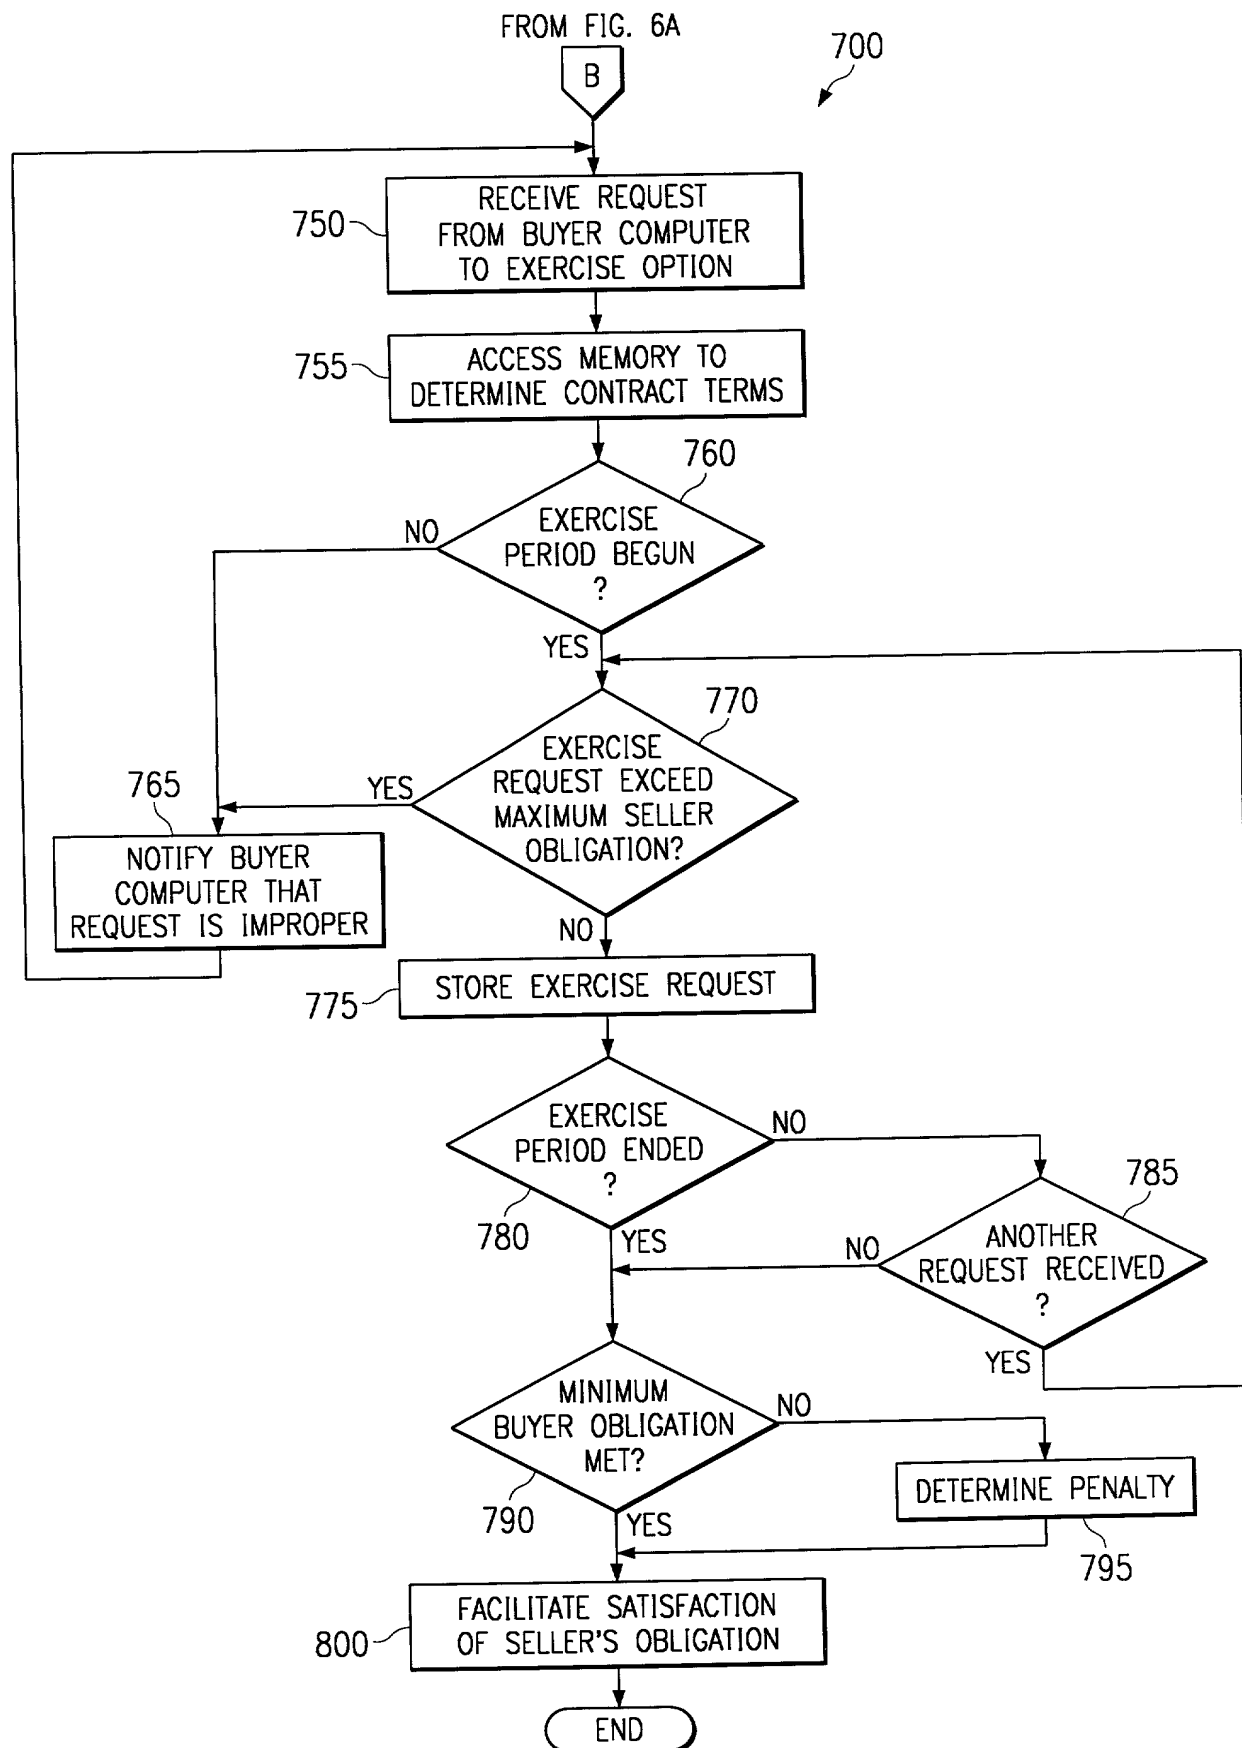 FROM FIG. 6A
B
700
750
RECEIVE REQUEST
FROM BUYER COMPUTER
TO EXERCISE OPTION
755
ACCESS MEMORY TO
DETERMINE CONTRACT TERMS
760
EXERCISE
PERIOD BEGUN
?
NO
YES
770
EXERCISE
REQUEST EXCEED
MAXIMUM SELLER
OBLIGATION?
YES
765
NOTIFY BUYER
COMPUTER THAT
REQUEST IS IMPROPER
NO
775
STORE EXERCISE REQUEST
EXERCISE
PERIOD ENDED
?
NO
780
YES
785
ANOTHER
REQUEST RECEIVED
?
NO
YES
MINIMUM
BUYER OBLIGATION
MET?
NO
790
YES
DETERMINE PENALTY
795
800
FACILITATE SATISFACTION
OF SELLER'S OBLIGATION
END